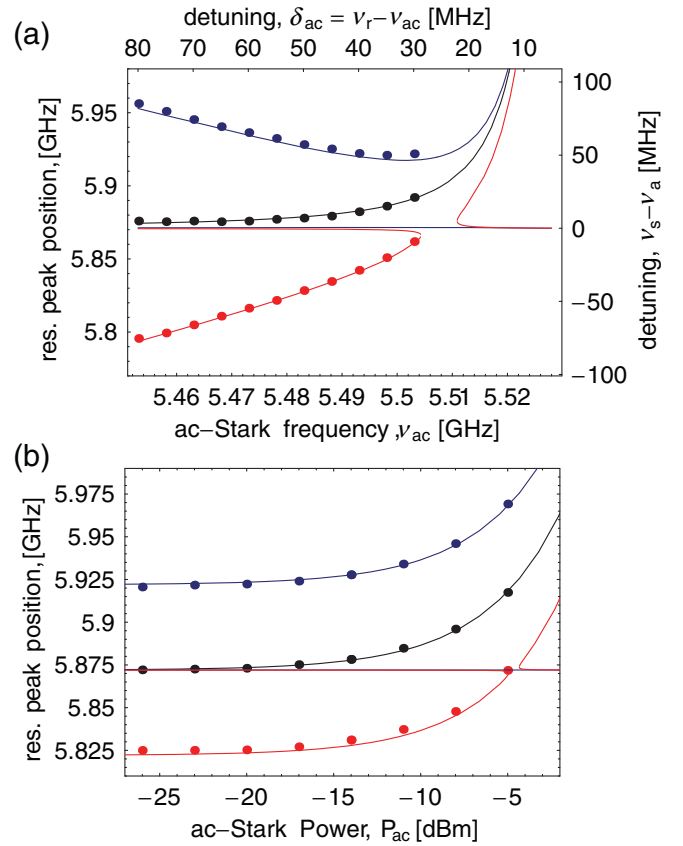 (a)
detuning, δac = νr−νac [MHz]
80 70 60 50 40 30 20 10
5.95
5.9
5.85
5.8
res. peak position, [GHz]
100
50
0
−50
−100
detuning, νs−νa [MHz]
5.46 5.47 5.48 5.49 5.5 5.51 5.52
ac−Stark frequency ,νac [GHz]
(b)
5.975
5.95
5.925
5.9
5.875
5.85
5.825
res. peak position, [GHz]
−25 −20 −15 −10 −5
ac−Stark Power, Pac [dBm]